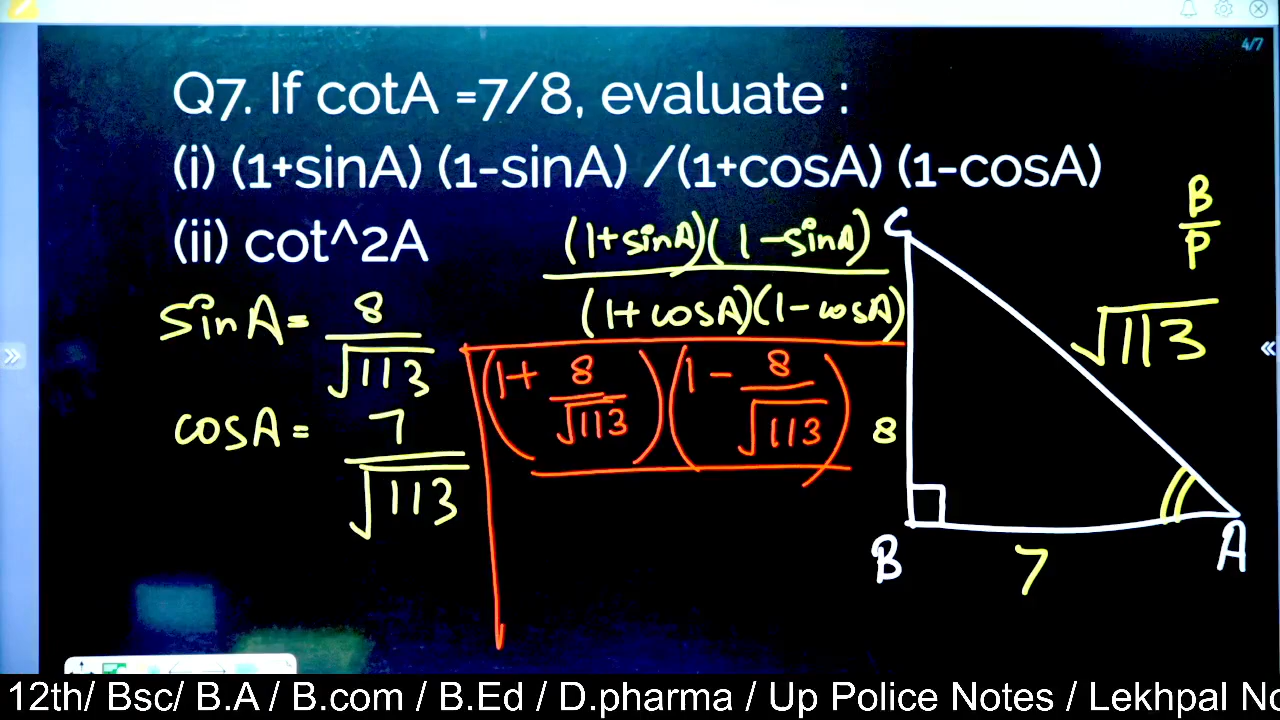 4/7
Q7. If cotA =7/8, evaluate :
(i) (1+sinA) (1-sinA) /(1+cosA) (1-cosA)
(ii) cot^2A
(1+sinA)(1-sinA)
(1+cosA)(1-cosA)
C
B
P
sinA= 8
√113
√113
(1+ 8/√113)(1- 8/√113)
cosA= 7
√113
8
B
7
A
12th/ Bsc/ B.A / B.com / B.Ed / D.pharma / Up Police Notes / Lekhpal No